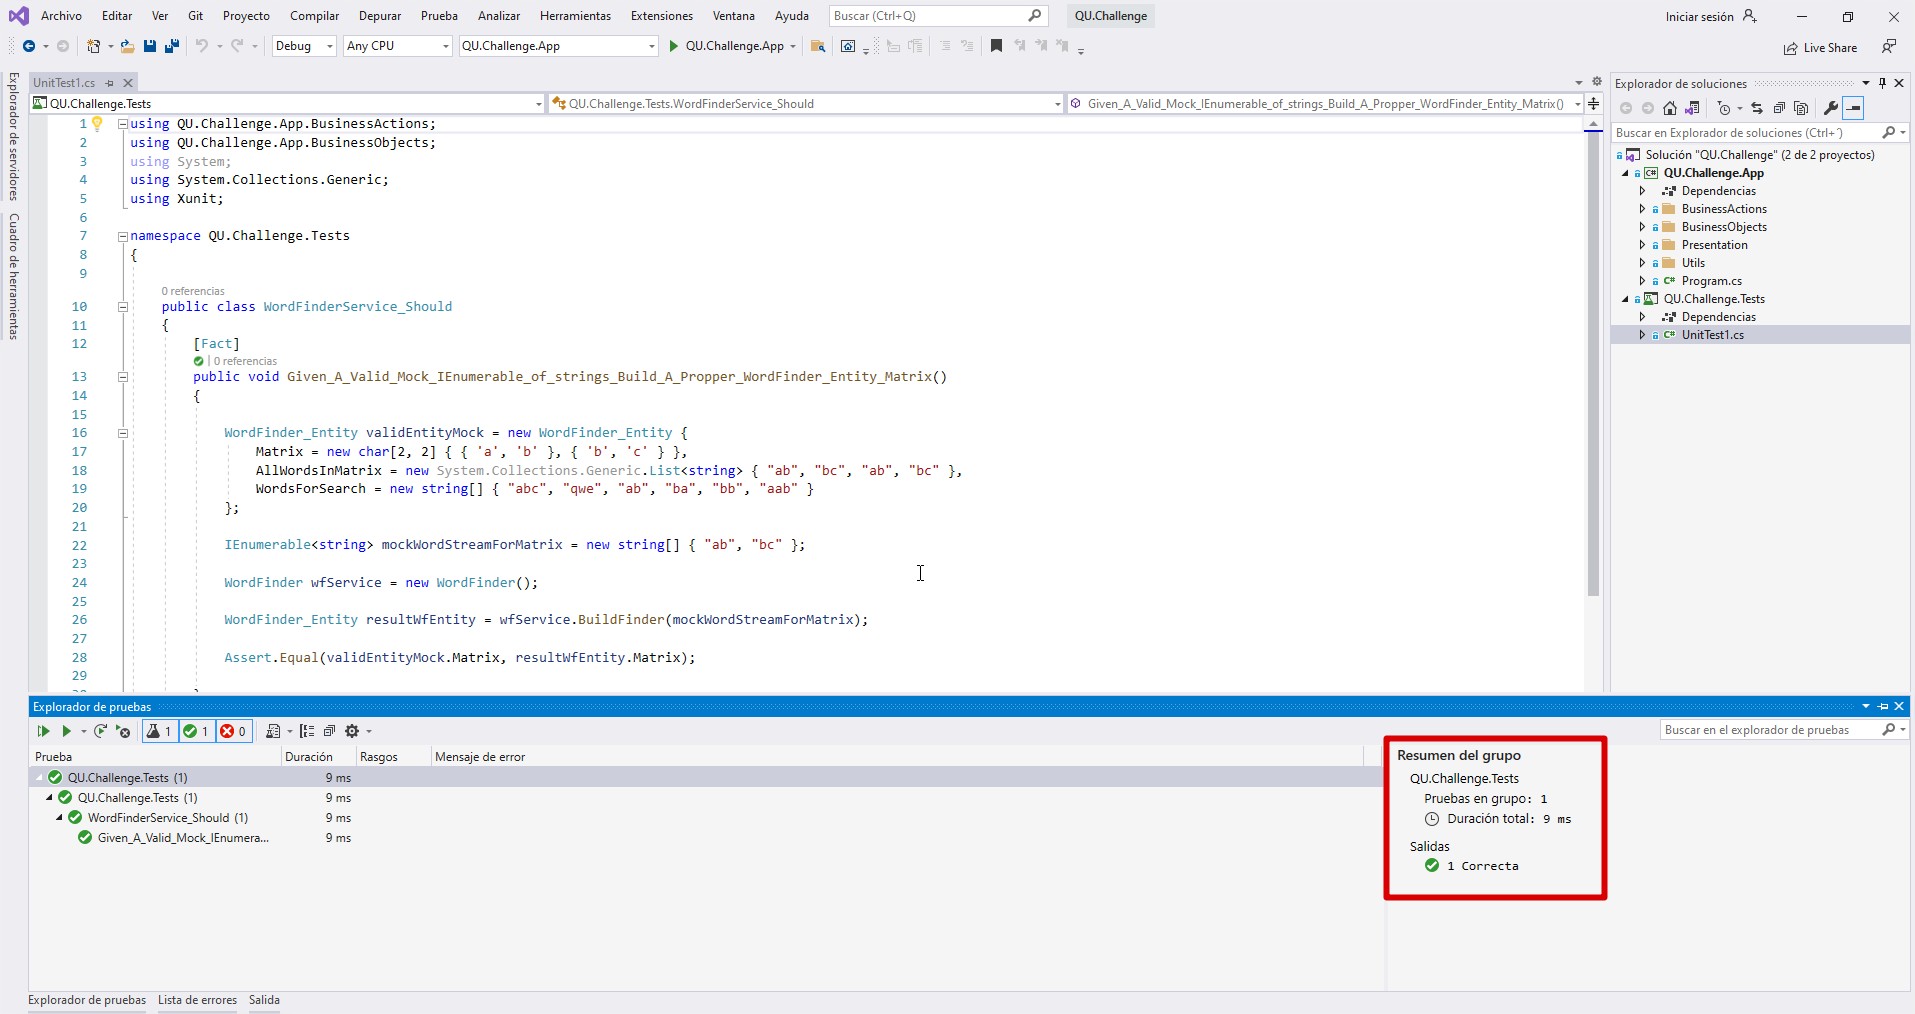 Archivo Editar Ver Git Proyecto Compilar Depurar Prueba Analizar Herramientas Extensiones Ventana Ayuda Buscar (Ctrl+Q) QU.Challenge Iniciar sesión
Debug Any CPU QU.Challenge.App QU.Challenge.App Live Share
Explorador de servidores
Cuadro de herramientas
UnitTest1.cs
QU.Challenge.Tests QU.Challenge.Tests.WordFinderService_Should Given_A_Valid_Mock_IEnumerable_of_strings_Build_A_Propper_WordFinder_Entity_Matrix()
1 using QU.Challenge.App.BusinessActions;
2 using QU.Challenge.App.BusinessObjects;
3 using System;
4 using System.Collections.Generic;
5 using Xunit;
6
7 namespace QU.Challenge.Tests
8 {
9
0 referencias
10 public class WordFinderService_Should
11 {
12 [Fact]
| 0 referencias
13 public void Given_A_Valid_Mock_IEnumerable_of_strings_Build_A_Propper_WordFinder_Entity_Matrix()
14 {
15
16 WordFinder_Entity validEntityMock = new WordFinder_Entity {
17 Matrix = new char[2, 2] { { 'a', 'b' }, { 'b', 'c' } },
18 AllWordsInMatrix = new System.Collections.Generic.List<string> { "ab", "bc", "ab", "bc" },
19 WordsForSearch = new string[] { "abc", "qwe", "ab", "ba", "bb", "aab" }
20 };
21
22 IEnumerable<string> mockWordStreamForMatrix = new string[] { "ab", "bc" };
23
24 WordFinder wfService = new WordFinder();
25
26 WordFinder_Entity resultWfEntity = wfService.BuildFinder(mockWordStreamForMatrix);
27
28 Assert.Equal(validEntityMock.Matrix, resultWfEntity.Matrix);
29
Explorador de soluciones
Buscar en Explorador de soluciones (Ctrl+´)
Solución "QU.Challenge" (2 de 2 proyectos)
C# QU.Challenge.App
Dependencias
BusinessActions
BusinessObjects
Presentation
Utils
C# Program.cs
QU.Challenge.Tests
Dependencias
C# UnitTest1.cs
Explorador de pruebas
1 1 0 Buscar en el explorador de pruebas
Prueba Duración Rasgos Mensaje de error
QU.Challenge.Tests (1) 9 ms
QU.Challenge.Tests (1) 9 ms
WordFinderService_Should (1) 9 ms
Given_A_Valid_Mock_IEnumera... 9 ms
Resumen del grupo
QU.Challenge.Tests
Pruebas en grupo: 1
Duración total: 9 ms
Salidas
1 Correcta
Explorador de pruebas Lista de errores Salida